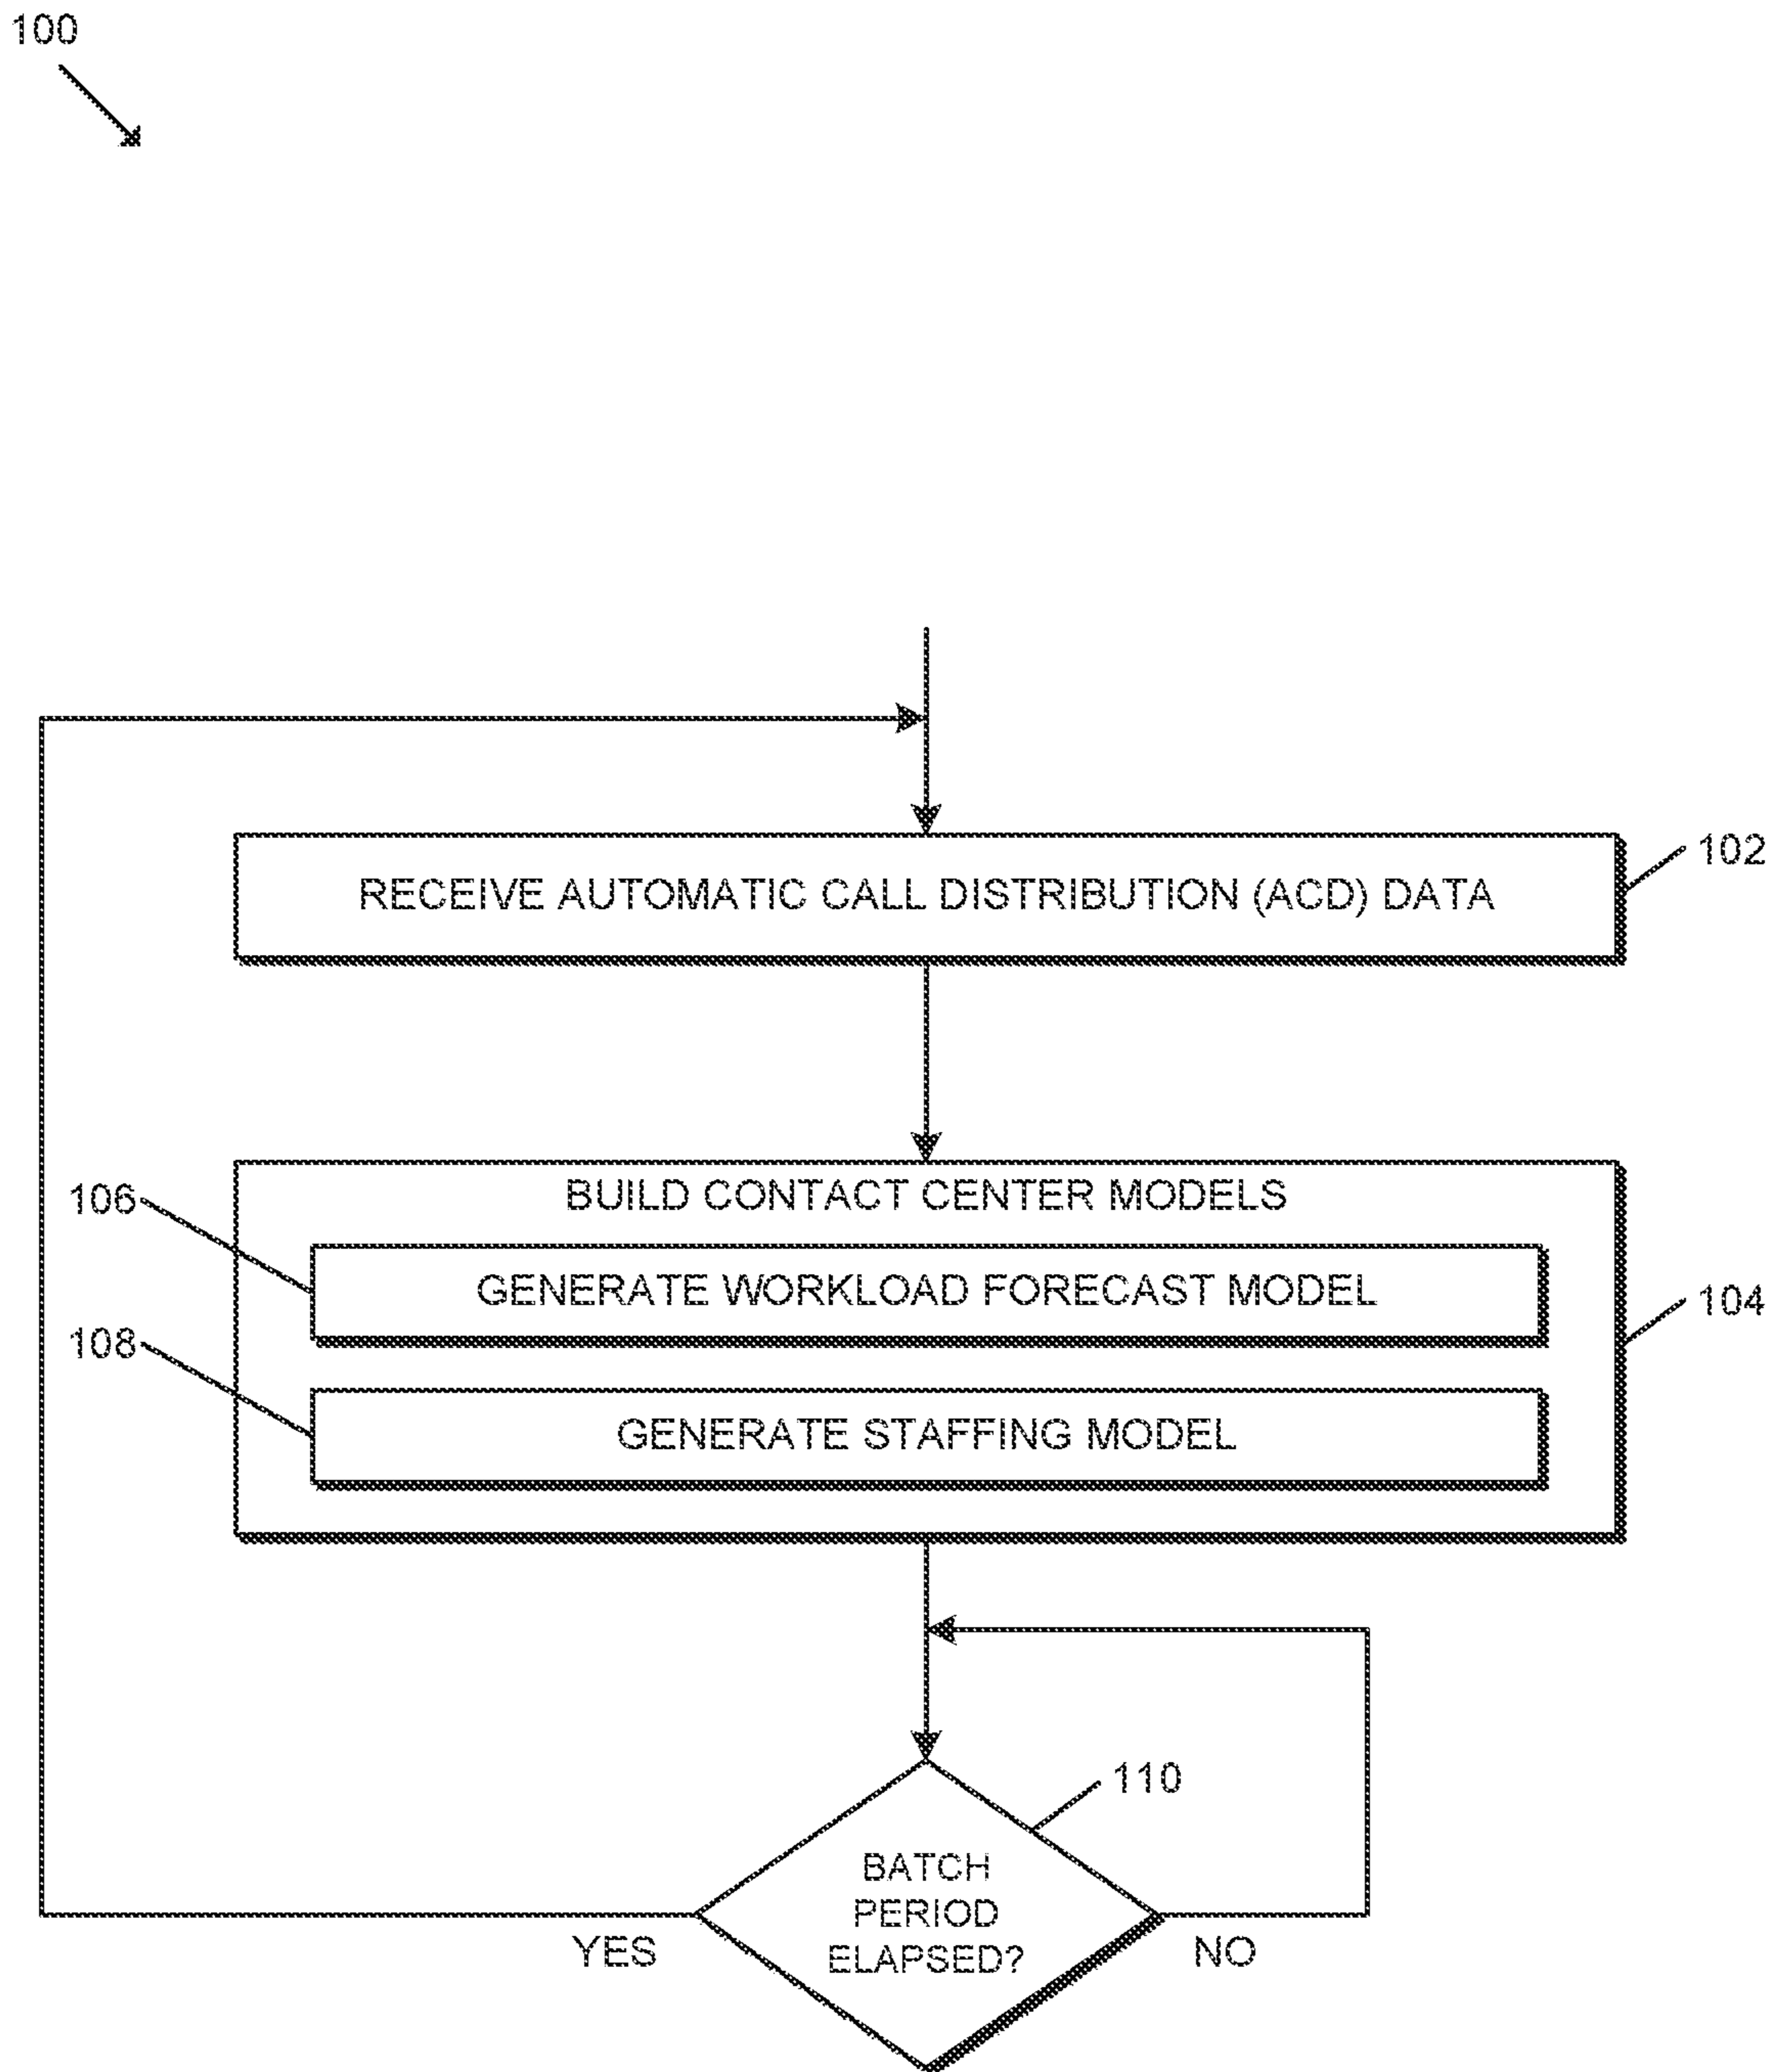 100
RECEIVE AUTOMATIC CALL DISTRIBUTION (ACD) DATA
102
BUILD CONTACT CENTER MODELS
106
GENERATE WORKLOAD FORECAST MODEL
104
108
GENERATE STAFFING MODEL
110
BATCH
PERIOD
ELAPSED?
YES
NO